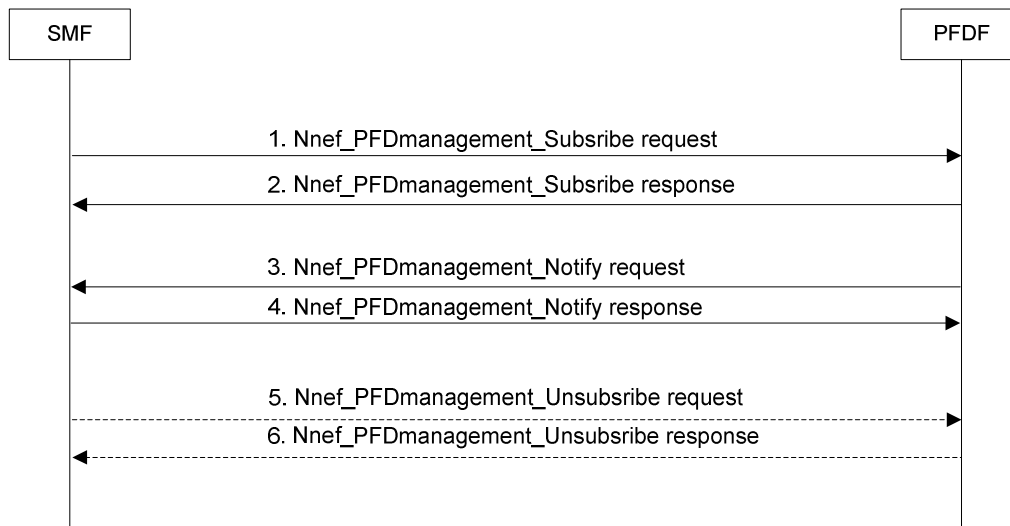 SMF
PFDF
1. Nnef_PFDmanagement_Subsribe request
2. Nnef_PFDmanagement_Subsribe response
3. Nnef_PFDmanagement_Notify request
4. Nnef_PFDmanagement_Notify response
5. Nnef_PFDmanagement_Unsubsribe request
6. Nnef_PFDmanagement_Unsubsribe response